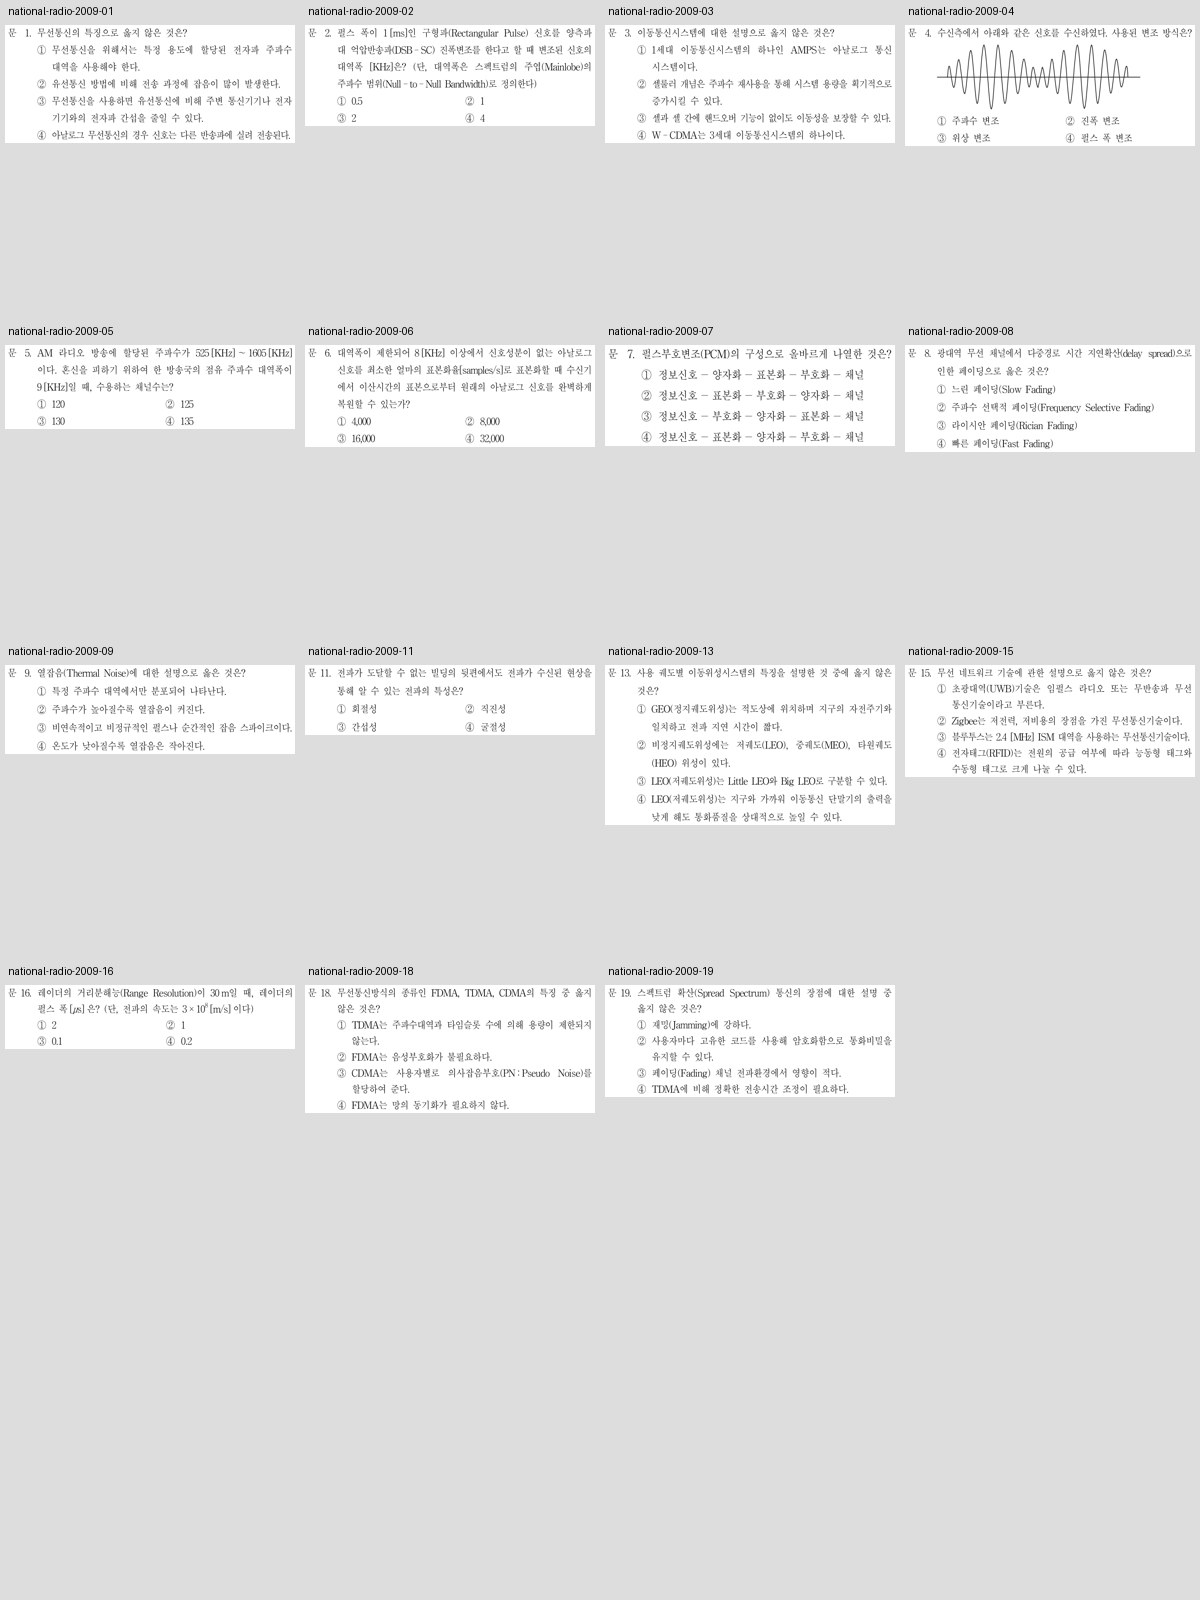 national-radio-2009-01
문 1. 무선통신의 특징으로 옳지 않은 것은?
① 무선통신을 위해서는 특정 용도에 할당된 전자파 주파수
대역을 사용해야 한다.
② 유선통신 방법에 비해 전송 과정에 잡음이 많이 발생한다.
③ 무선통신을 사용하면 유선통신에 비해 주변 통신기기나 전자
기기와의 전자파 간섭을 줄일 수 있다.
④ 아날로그 무선통신의 경우 신호는 다른 반송파에 실려 전송된다.
national-radio-2009-02
문 2. 펄스 폭이 1 [ms]인 구형파(Rectangular Pulse) 신호를 양측파
대 억압반송파(DSB-SC) 진폭변조를 한다고 할 때 변조된 신호의
대역폭 [KHz]은? (단, 대역폭은 스펙트럼의 주엽(Mainlobe)의
주파수 범위(Null-to-Null Bandwidth)로 정의한다)
① 0.5 ② 1
③ 2 ④ 4
national-radio-2009-03
문 3. 이동통신시스템에 대한 설명으로 옳지 않은 것은?
① 1세대 이동통신시스템의 하나인 AMPS는 아날로그 통신
시스템이다.
② 셀룰러 개념은 주파수 재사용을 통해 시스템 용량을 획기적으로
증가시킬 수 있다.
③ 셀과 셀 간에 핸드오버 기능이 없이도 이동성을 보장할 수 있다.
④ W-CDMA는 3세대 이동통신시스템의 하나이다.
national-radio-2009-04
문 4. 수신측에서 아래와 같은 신호를 수신하였다. 사용된 변조 방식은?
① 주파수 변조 ② 진폭 변조
③ 위상 변조 ④ 펄스 폭 변조
national-radio-2009-05
문 5. AM 라디오 방송에 할당된 주파수가 525 [KHz] ~ 1605 [KHz]
이다. 혼신을 피하기 위하여 한 방송국의 점유 주파수 대역폭이
9 [KHz]일 때, 수용하는 채널수는?
① 120 ② 125
③ 130 ④ 135
national-radio-2009-06
문 6. 대역폭이 제한되어 8 [KHz] 이상에서 신호성분이 없는 아날로그
신호를 최소한 얼마의 표본화율[samples/s]로 표본화할 때 수신기
에서 이산시간의 표본으로부터 원래의 아날로그 신호를 완벽하게
복원할 수 있는가?
① 4,000 ② 8,000
③ 16,000 ④ 32,000
national-radio-2009-07
문 7. 펄스부호변조(PCM)의 구성으로 올바르게 나열한 것은?
① 정보신호 - 양자화 - 표본화 - 부호화 - 채널
② 정보신호 - 표본화 - 부호화 - 양자화 - 채널
③ 정보신호 - 부호화 - 양자화 - 표본화 - 채널
④ 정보신호 - 표본화 - 양자화 - 부호화 - 채널
national-radio-2009-08
문 8. 광대역 무선 채널에서 다중경로 시간 지연확산(delay spread)으로
인한 페이딩으로 옳은 것은?
① 느린 페이딩(Slow Fading)
② 주파수 선택적 페이딩(Frequency Selective Fading)
③ 라이시안 페이딩(Rician Fading)
④ 빠른 페이딩(Fast Fading)
national-radio-2009-09
문 9. 열잡음(Thermal Noise)에 대한 설명으로 옳은 것은?
① 특정 주파수 대역에서만 분포되어 나타난다.
② 주파수가 높아질수록 열잡음이 커진다.
③ 비연속적이고 비정규적인 펄스나 순간적인 잡음 스파이크이다.
④ 온도가 낮아질수록 열잡음은 작아진다.
national-radio-2009-11
문 11. 전파가 도달할 수 없는 빌딩의 뒷편에서도 전파가 수신된 현상을
통해 알 수 있는 전파의 특성은?
① 회절성 ② 직진성
③ 간섭성 ④ 굴절성
national-radio-2009-13
문 13. 사용 궤도별 이동위성시스템의 특징을 설명한 것 중에 옳지 않은
것은?
① GEO(정지궤도위성)는 적도상에 위치하며 지구의 자전주기와
일치하고 전파 지연 시간이 짧다.
② 비정지궤도위성에는 저궤도(LEO), 중궤도(MEO), 타원궤도
(HEO) 위성이 있다.
③ LEO(저궤도위성)는 Little LEO와 Big LEO로 구분할 수 있다.
④ LEO(저궤도위성)는 지구와 가까워 이동통신 단말기의 출력을
낮게 해도 통화품질을 상대적으로 높일 수 있다.
national-radio-2009-15
문 15. 무선 네트워크 기술에 관한 설명으로 옳지 않은 것은?
① 초광대역(UWB)기술은 임펄스 라디오 또는 무반송파 무선
통신기술이라고 부른다.
② Zigbee는 저전력, 저비용의 장점을 가진 무선통신기술이다.
③ 블루투스는 2.4 [MHz] ISM 대역을 사용하는 무선통신기술이다.
④ 전자태그(RFID)는 전원의 공급 여부에 따라 능동형 태그와
수동형 태그로 크게 나눌 수 있다.
national-radio-2009-16
문 16. 레이더의 거리분해능(Range Resolution)이 30 m일 때, 레이더의
펄스 폭 [μs] 은? (단, 전파의 속도는 3 × 10⁸ [m/s] 이다)
① 2 ② 1
③ 0.1 ④ 0.2
national-radio-2009-18
문 18. 무선통신방식의 종류인 FDMA, TDMA, CDMA의 특징 중 옳지
않은 것은?
① TDMA는 주파수대역과 타임슬롯 수에 의해 용량이 제한되지
않는다.
② FDMA는 음성부호화가 불필요하다.
③ CDMA는 사용자별로 의사잡음부호(PN : Pseudo Noise)를
할당하여 준다.
④ FDMA는 망의 동기화가 필요하지 않다.
national-radio-2009-19
문 19. 스펙트럼 확산(Spread Spectrum) 통신의 장점에 대한 설명 중
옳지 않은 것은?
① 재밍(Jamming)에 강하다.
② 사용자마다 고유한 코드를 사용해 암호화함으로 통화비밀을
유지할 수 있다.
③ 페이딩(Fading) 채널 전파환경에서 영향이 적다.
④ TDMA에 비해 정확한 전송시간 조정이 필요하다.